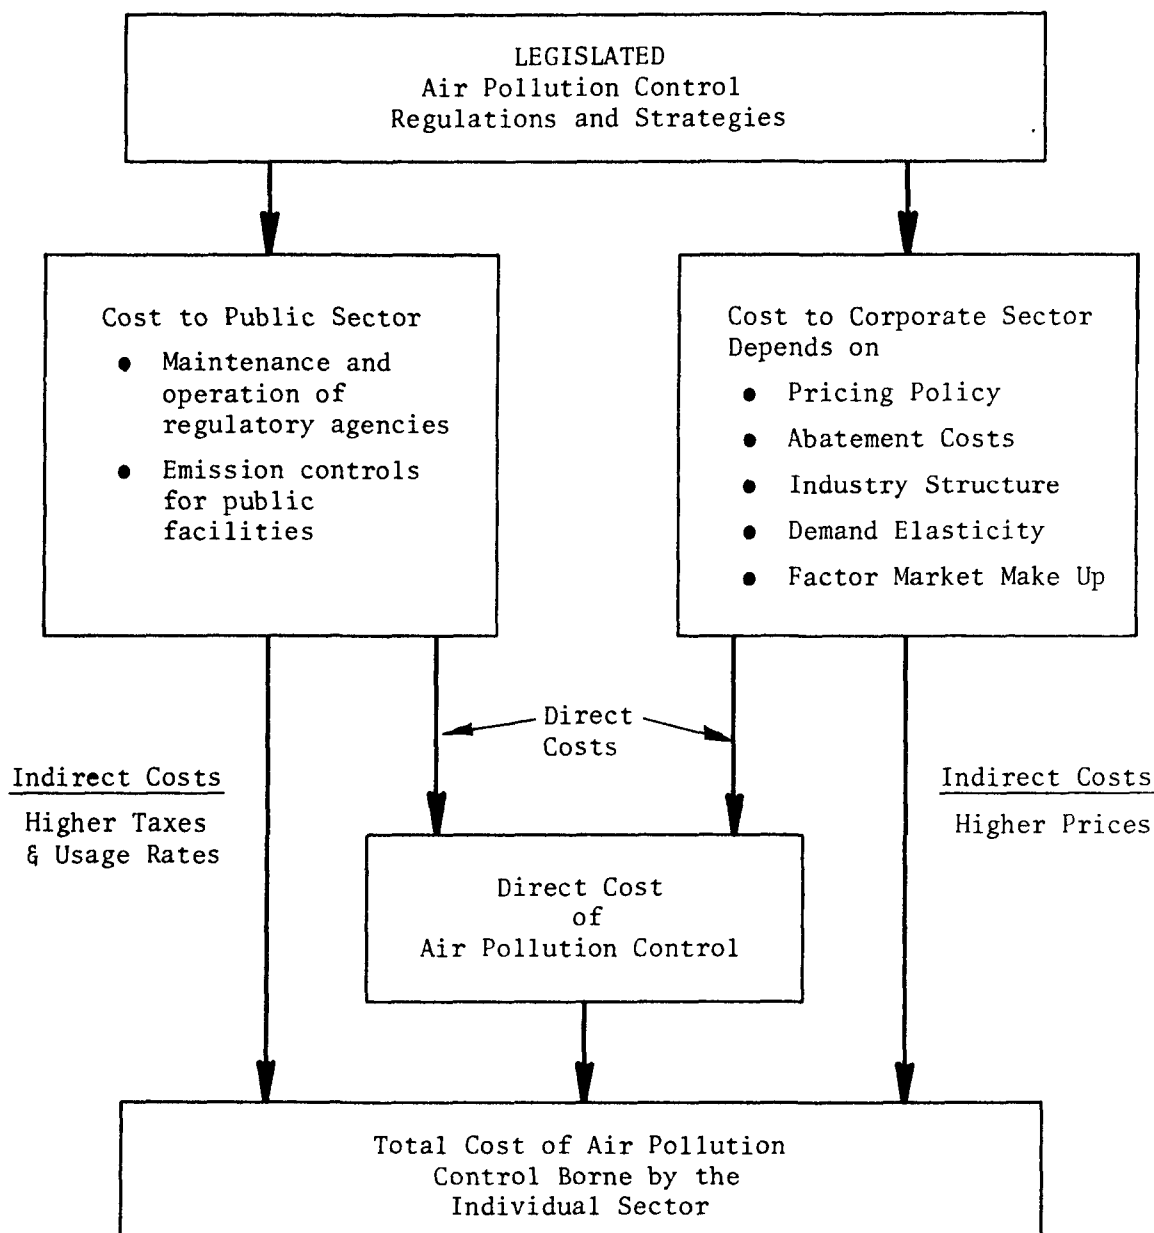 LEGISLATED
Air Pollution Control
Regulations and Strategies
Cost to Public Sector
● Maintenance and
operation of
regulatory agencies
● Emission controls
for public
facilities
Cost to Corporate Sector
Depends on
● Pricing Policy
● Abatement Costs
● Industry Structure
● Demand Elasticity
● Factor Market Make Up
Direct
Costs
Indirect Costs
Higher Taxes
& Usage Rates
Indirect Costs
Higher Prices
Direct Cost
of
Air Pollution Control
Total Cost of Air Pollution
Control Borne by the
Individual Sector